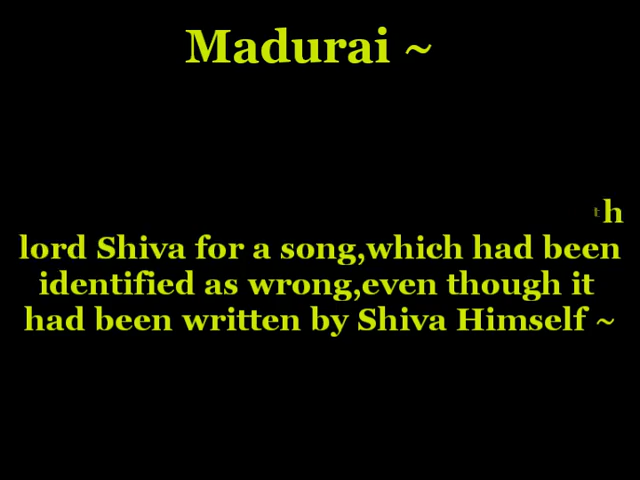 Madurai ~
th
lord Shiva for a song,which had been
identified as wrong,even though it
had been written by Shiva Himself ~